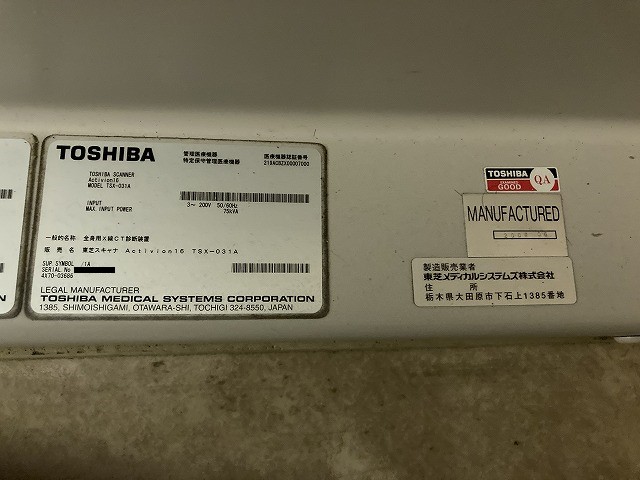 TOSHIBA
管理医療機器
特定保守管理医療機器
医療機器認証番号
218ACBZX00007000
TOSHIBA SCANNER
Activion16
MODEL TSX-031A
INPUT 3~ 200V 50/60Hz
MAX. INPUT POWER 75kVA
一般的名称 全身用X線CT診断装置
販売名 東芝スキャナ Activion16 TSX-031A
SUP. SYMBOL /1A
SERIAL No
4X70-03686
LEGAL MANUFACTURER
TOSHIBA MEDICAL SYSTEMS CORPORATION
1385, SHIMOISHIGAMI, OTAWARA-SHI, TOCHIGI 324-8550, JAPAN
TOSHIBA
GOOD
QA
MANUFACTURED
製造販売業者
東芝メディカルシステムズ株式会社
住所
栃木県大田原市下石上1385番地